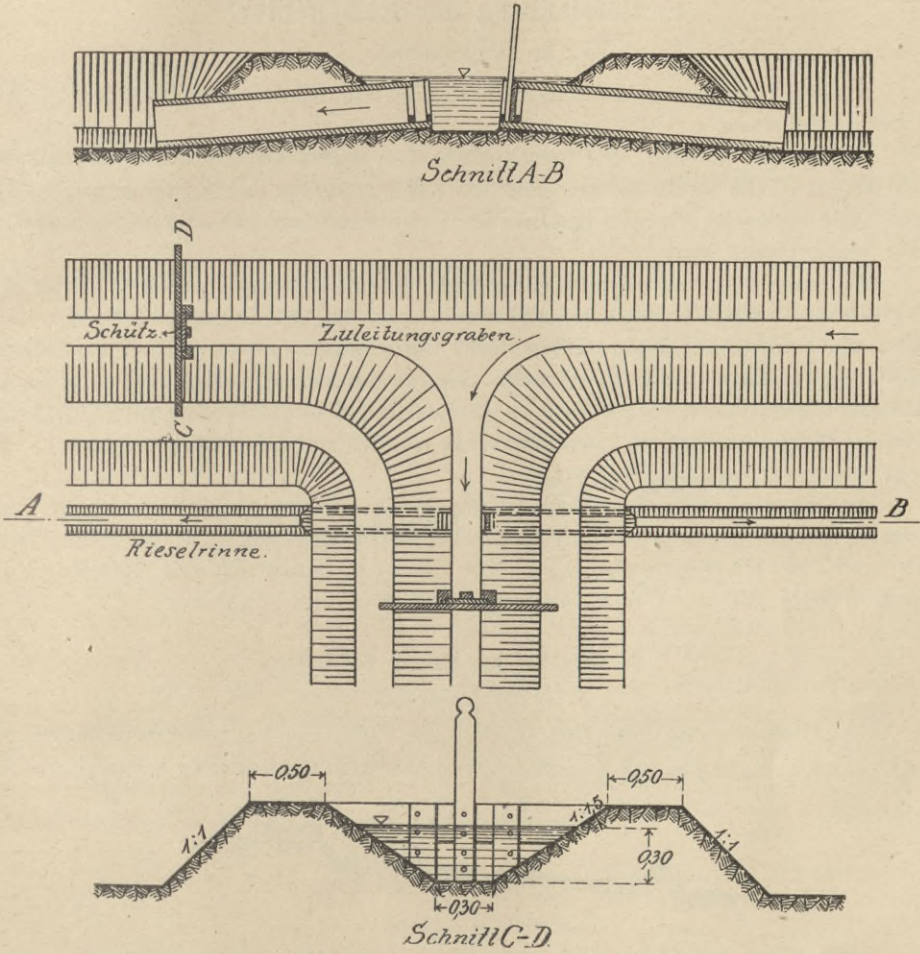 Schnitt A-B
D
Schütz.
Zuleitungsgraben.
C
A
B
Rieselrinne.
0,50
0,50
1:1
1:1,5
1:1
0,30
0,30
Schnitt C-D.